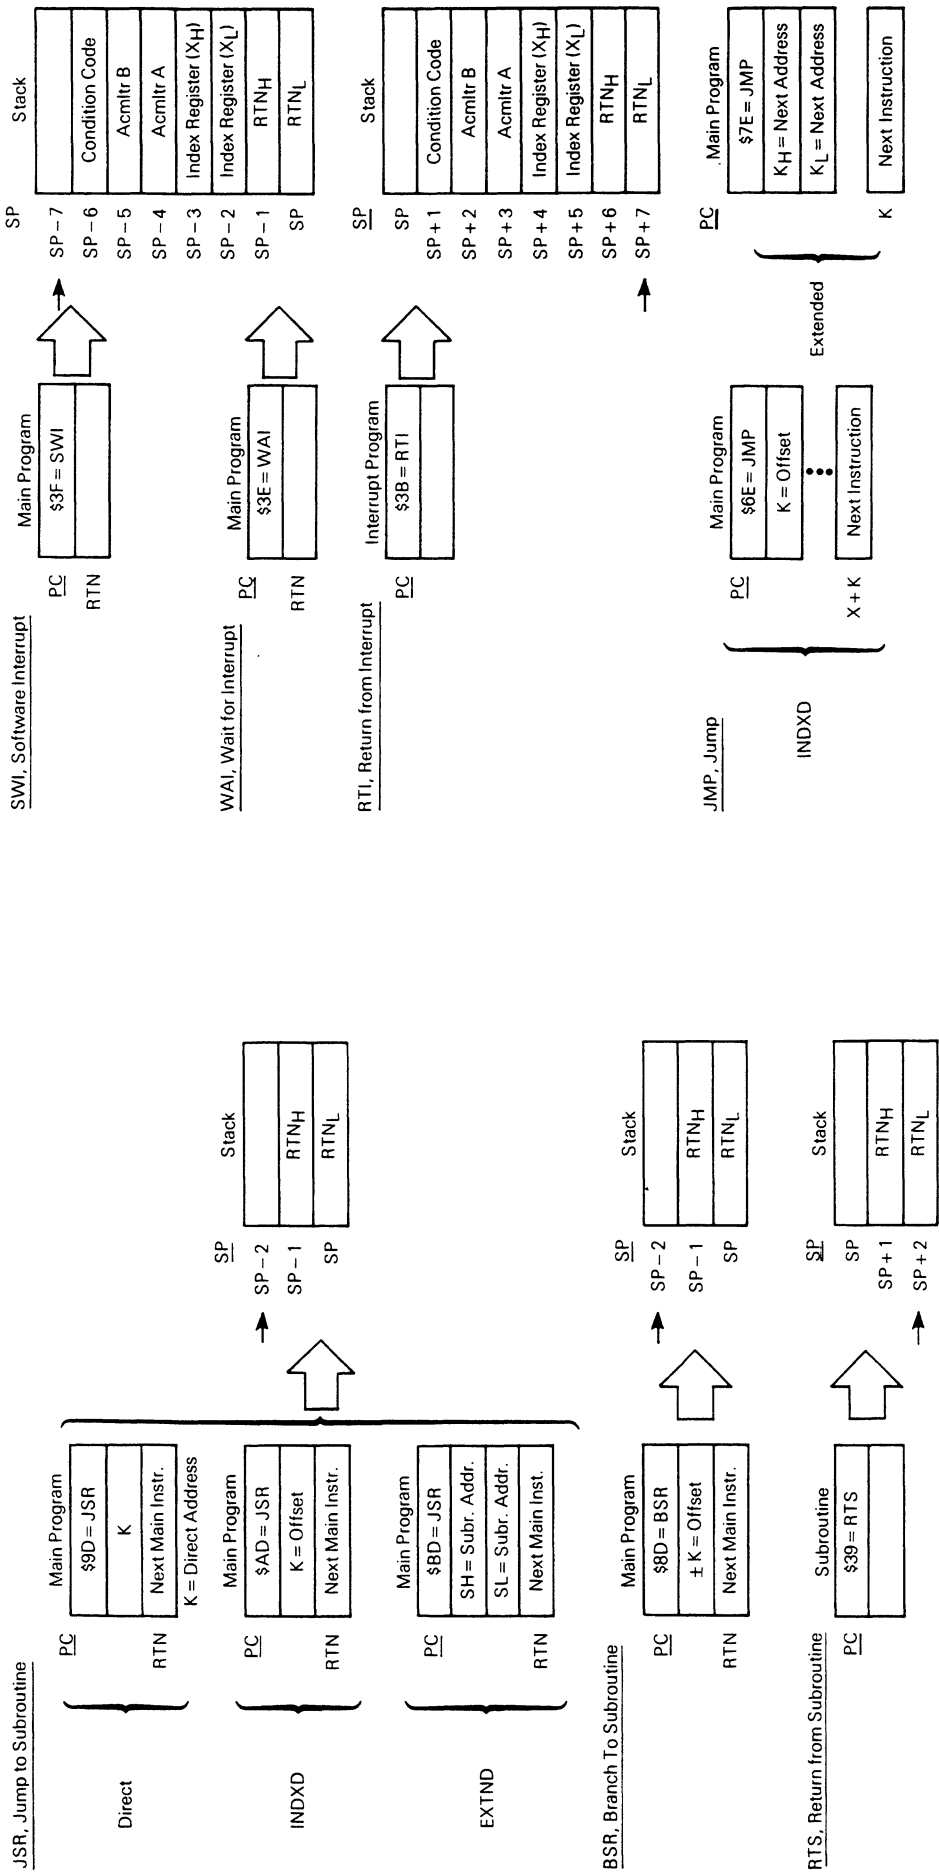 JSR, Jump to Subroutine
Direct
PC
RTN
Main Program
$9D = JSR
K
Next Main Instr.
K = Direct Address
INDXD
PC
RTN
Main Program
$AD = JSR
K = Offset
Next Main Instr.
EXTND
PC
RTN
Main Program
$BD = JSR
SH = Subr. Addr.
SL = Subr. Addr.
Next Main Inst.
SP
SP − 2
SP − 1
SP
Stack
RTNH
RTNL
BSR, Branch To Subroutine
PC
RTN
Main Program
$8D = BSR
± K = Offset
Next Main Instr.
SP
SP − 2
SP − 1
SP
Stack
RTNH
RTNL
RTS, Return from Subroutine
PC
Subroutine
$39 = RTS
SP
SP
SP + 1
SP + 2
Stack
RTNH
RTNL
SWI, Software Interrupt
PC
RTN
Main Program
$3F = SWI
WAI, Wait for Interrupt
PC
RTN
Main Program
$3E = WAI
SP
SP − 7
SP − 6
SP − 5
SP − 4
SP − 3
SP − 2
SP − 1
SP
Stack
Condition Code
Acmltr B
Acmltr A
Index Register (XH)
Index Register (XL)
RTNH
RTNL
RTI, Return from Interrupt
PC
Interrupt Program
$3B = RTI
SP
SP
SP + 1
SP + 2
SP + 3
SP + 4
SP + 5
SP + 6
SP + 7
Stack
Condition Code
Acmltr B
Acmltr A
Index Register (XH)
Index Register (XL)
RTNH
RTNL
JMP, Jump
INDXD
PC
X + K
Main Program
$6E = JMP
K = Offset
Next Instruction
Extended
PC
K
Main Program
$7E = JMP
KH = Next Address
KL = Next Address
Next Instruction